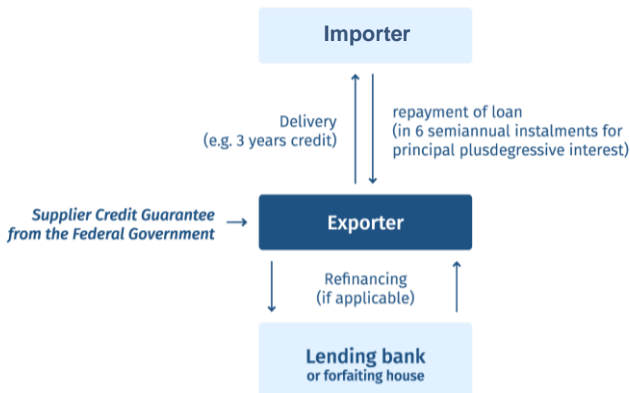 Importer
Delivery
(e.g. 3 years credit)
repayment of loan
(in 6 semiannual instalments for
principal plusdegressive interest)
Supplier Credit Guarantee
from the Federal Government
Exporter
Refinancing
(if applicable)
Lending bank
or forfaiting house